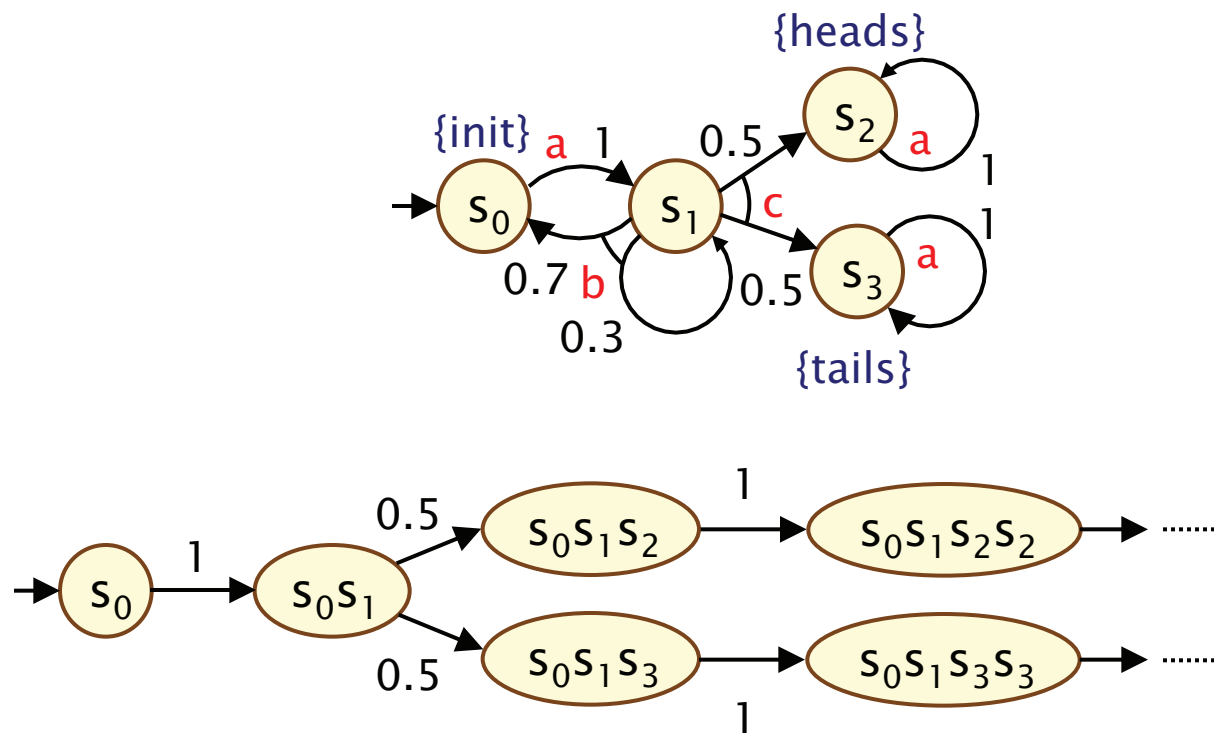 {heads}
{init}
a 1
0.5
s2
a
1
s0
s1
c
1
0.7
b
0.5
s3
a
0.3
{tails}
1
0.5
s0s1s2
1
s0s1s2s2
s0
s0s1
0.5
s0s1s3
1
s0s1s3s3